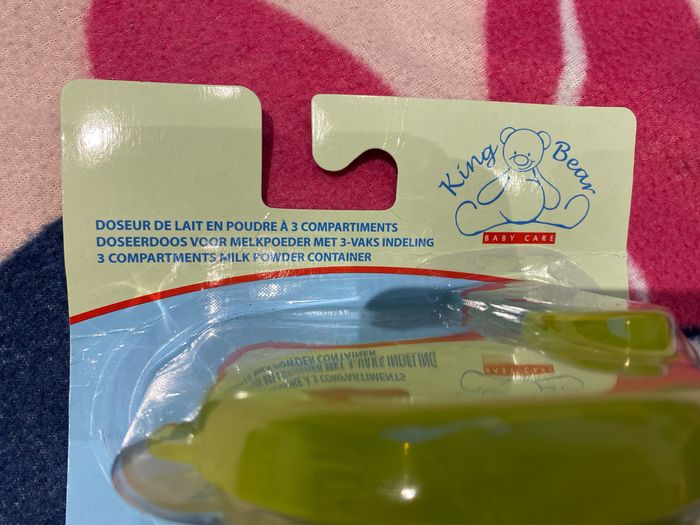 King Bear
BABY CARE
DOSEUR DE LAIT EN POUDRE À 3 COMPARTIMENTS
DOSEERDOOS VOOR MELKPOEDER MET 3-VAKS INDELING
3 COMPARTMENTS MILK POWDER CONTAINER